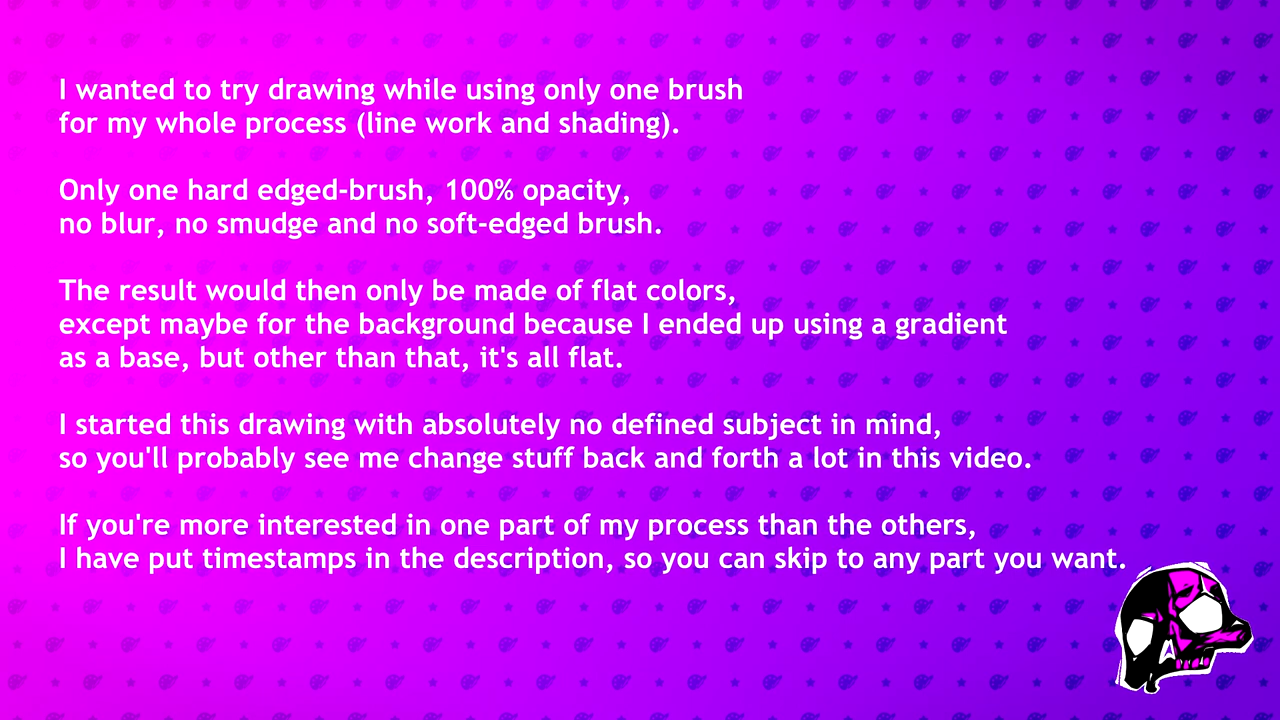 I wanted to try drawing while using only one brush
for my whole process (line work and shading).
Only one hard edged-brush, 100% opacity,
no blur, no smudge and no soft-edged brush.
The result would then only be made of flat colors,
except maybe for the background because I ended up using a gradient
as a base, but other than that, it's all flat.
I started this drawing with absolutely no defined subject in mind,
so you'll probably see me change stuff back and forth a lot in this video.
If you're more interested in one part of my process than the others,
I have put timestamps in the description, so you can skip to any part you want.